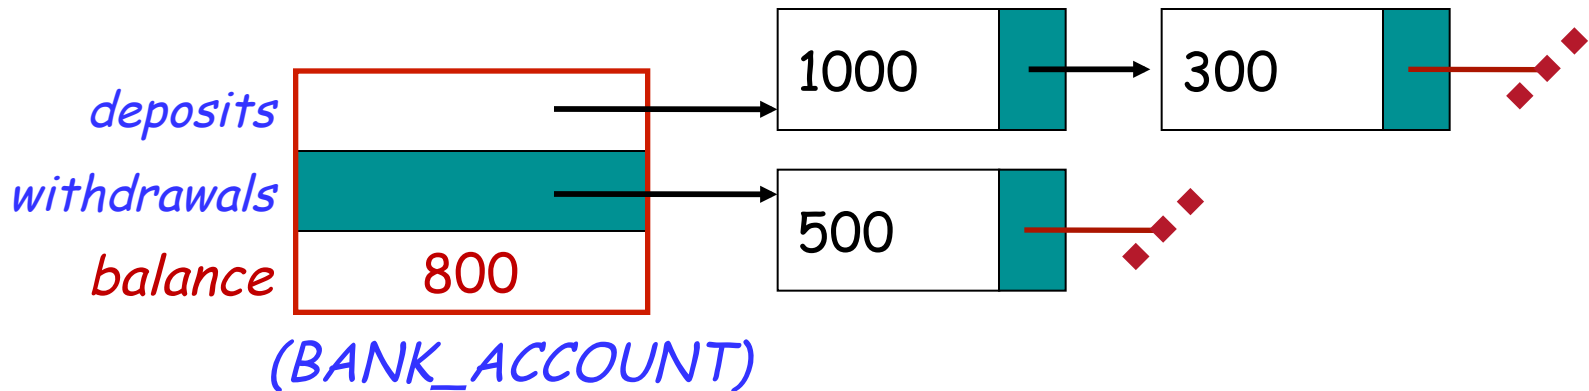 1000
300
deposits
withdrawals
500
balance
800
(BANK_ACCOUNT)